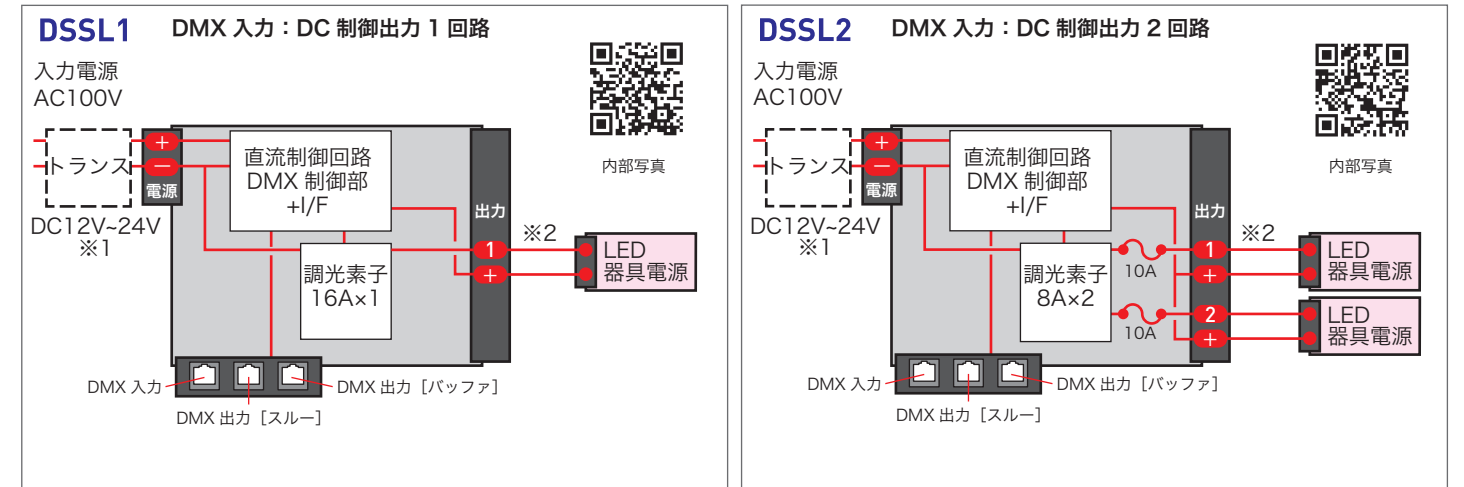 DSSL1 DMX 入力：DC 制御出力 1 回路
入力電源
AC100V
内部写真
トランス
+
−
電源
直流制御回路
DMX 制御部
+I/F
出力
DC12V~24V
※1
調光素子
16A×1
1
+
※2
LED
器具電源
DMX 入力
DMX 出力［スルー］
DMX 出力［バッファ］
DSSL2 DMX 入力：DC 制御出力 2 回路
入力電源
AC100V
内部写真
トランス
+
−
電源
直流制御回路
DMX 制御部
+I/F
出力
DC12V~24V
※1
調光素子
8A×2
10A
10A
1
+
2
+
※2
LED
器具電源
LED
器具電源
DMX 入力
DMX 出力［スルー］
DMX 出力［バッファ］